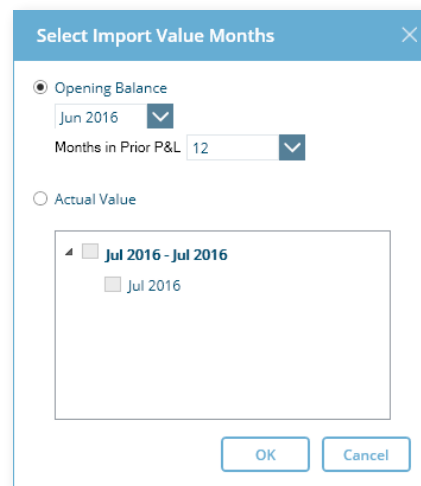 Select Import Value Months
Opening Balance
Jun 2016
Months in Prior P&L 12
Actual Value
Jul 2016 - Jul 2016
Jul 2016
OK Cancel